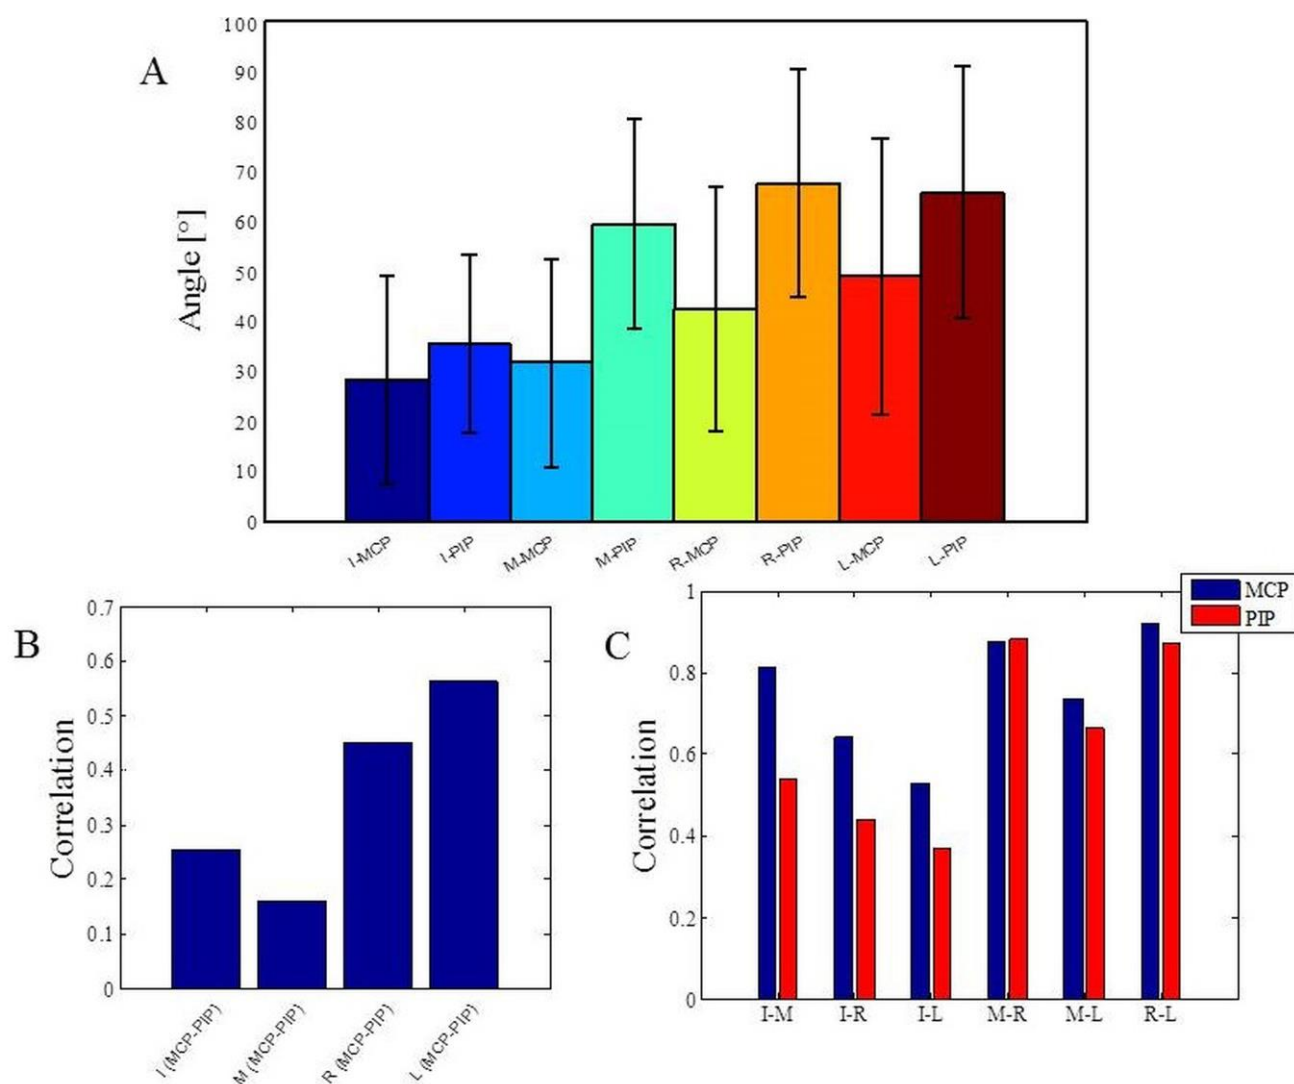 A
Angle [°]
100
90
80
70
60
50
40
30
20
10
0
I-MCP
I-PIP
M-MCP
M-PIP
R-MCP
R-PIP
L-MCP
L-PIP
B
Correlation
0.7
0.6
0.5
0.4
0.3
0.2
0.1
0
I (MCP-PIP)
M (MCP-PIP)
R (MCP-PIP)
L (MCP-PIP)
C
Correlation
1
0.8
0.6
0.4
0.2
0
I-M
I-R
I-L
M-R
M-L
R-L
MCP
PIP